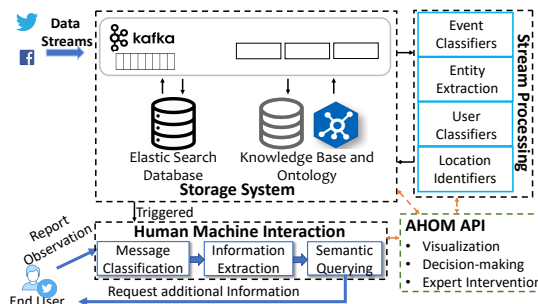 Data
Streams
kafka
Elastic Search
Database
Knowledge Base and
Ontology
Storage System
Event
Classifiers
Entity
Extraction
User
Classifiers
Location
Identifiers
Stream Processing
Triggered
Human Machine Interaction
Message
Classification
Information
Extraction
Semantic
Querying
Report
Observation
End User
Request additional Information
AHOM API
• Visualization
• Decision-making
• Expert Intervention